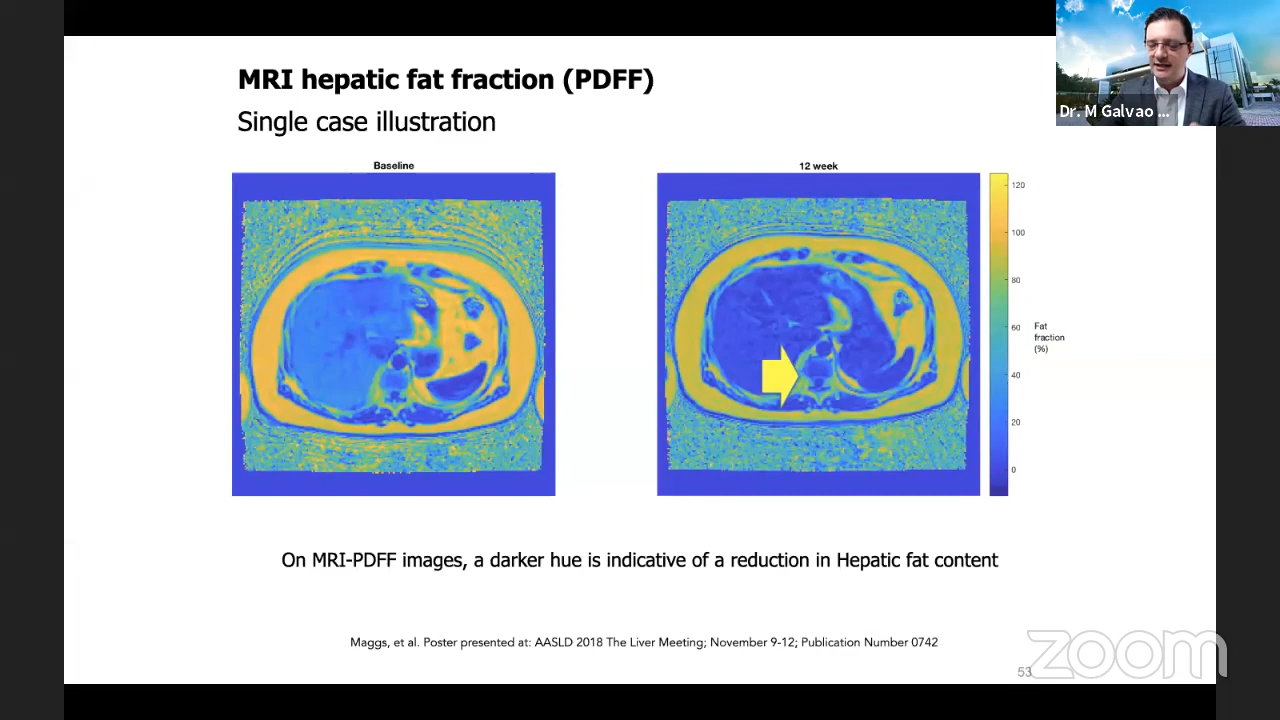 MRI hepatic fat fraction (PDFF)
Single case illustration
Dr. M Galvao ...
Baseline
12 week
120
100
80
60
40
20
0
Fat
fraction
(%)
On MRI-PDFF images, a darker hue is indicative of a reduction in Hepatic fat content
Maggs, et al. Poster presented at: AASLD 2018 The Liver Meeting; November 9-12; Publication Number 0742
53
zoom